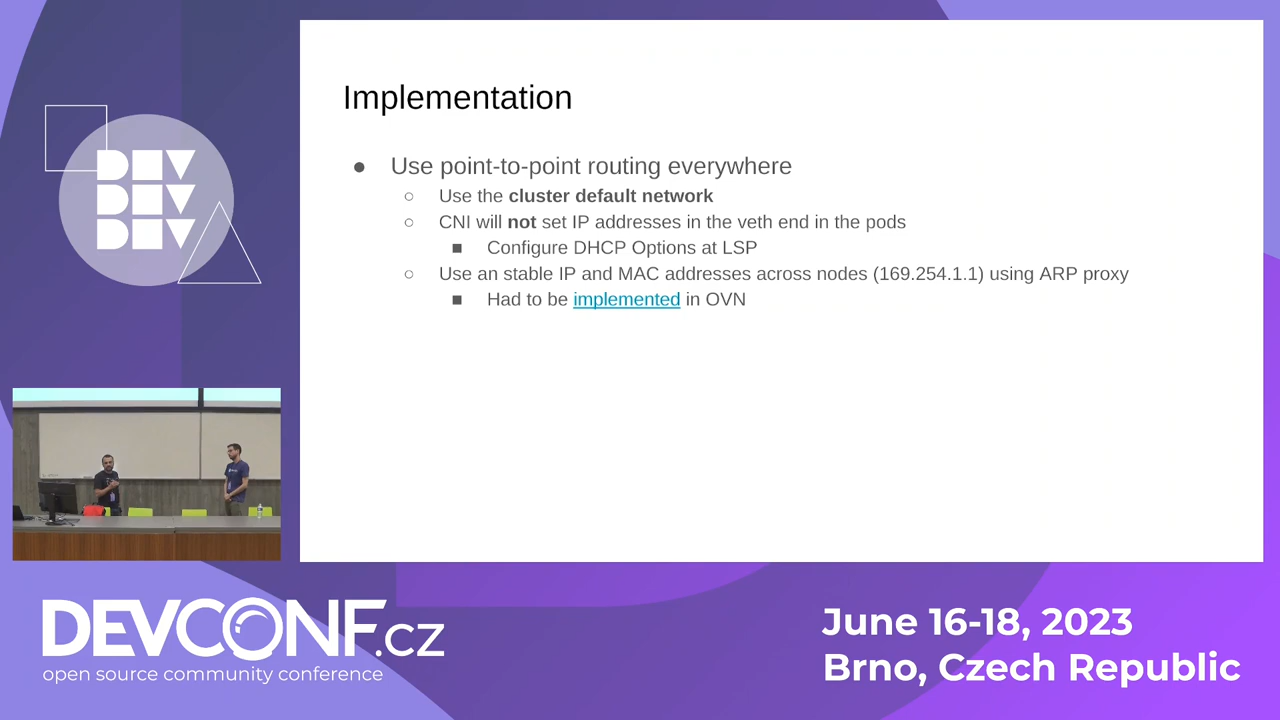 Implementation
● Use point-to-point routing everywhere
○ Use the cluster default network
○ CNI will not set IP addresses in the veth end in the pods
■ Configure DHCP Options at LSP
○ Use an stable IP and MAC addresses across nodes (169.254.1.1) using ARP proxy
■ Had to be implemented in OVN
DEV
DEV
DEV
DEVCONF.cz
open source community conference
June 16-18, 2023
Brno, Czech Republic